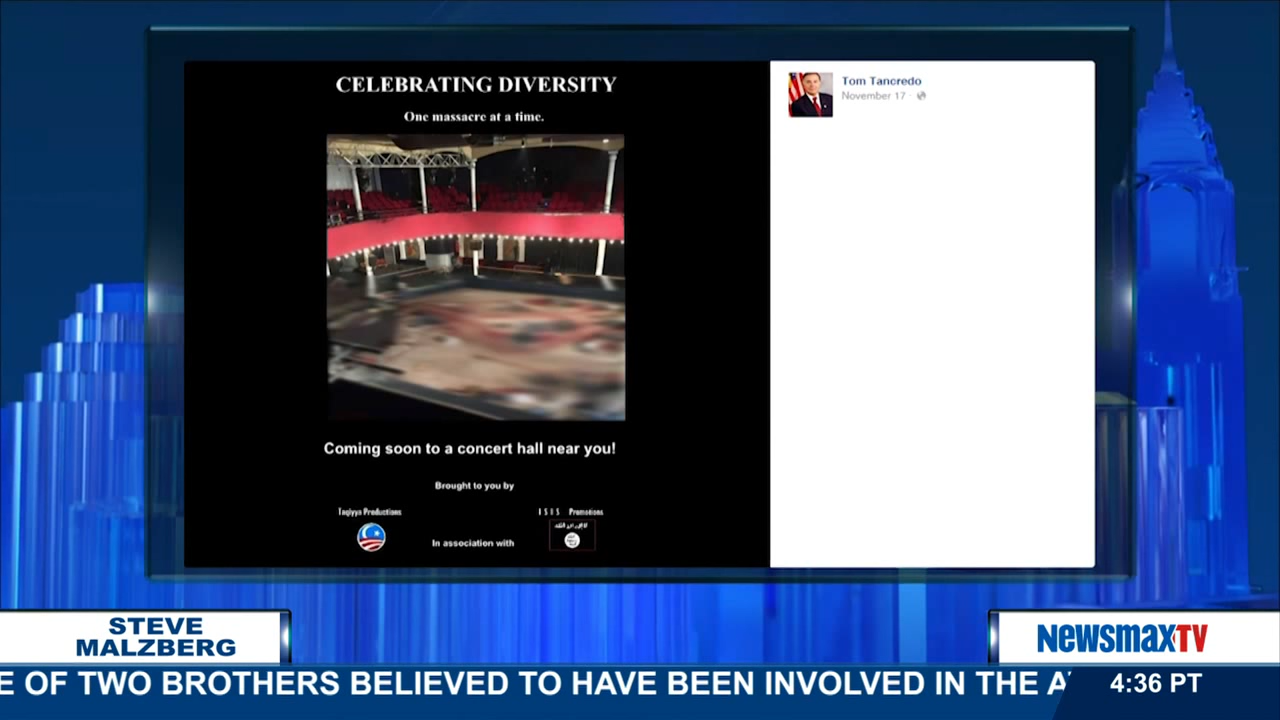 CELEBRATING DIVERSITY
One massacre at a time.
Tom Tancredo
November 17
Coming soon to a concert hall near you!
Brought to you by
Taqiyya Productions
ISIS Promotions
In association with
STEVE
MALZBERG
NEWSMAXTV
E OF TWO BROTHERS BELIEVED TO HAVE BEEN INVOLVED IN THE A
4:36 PT